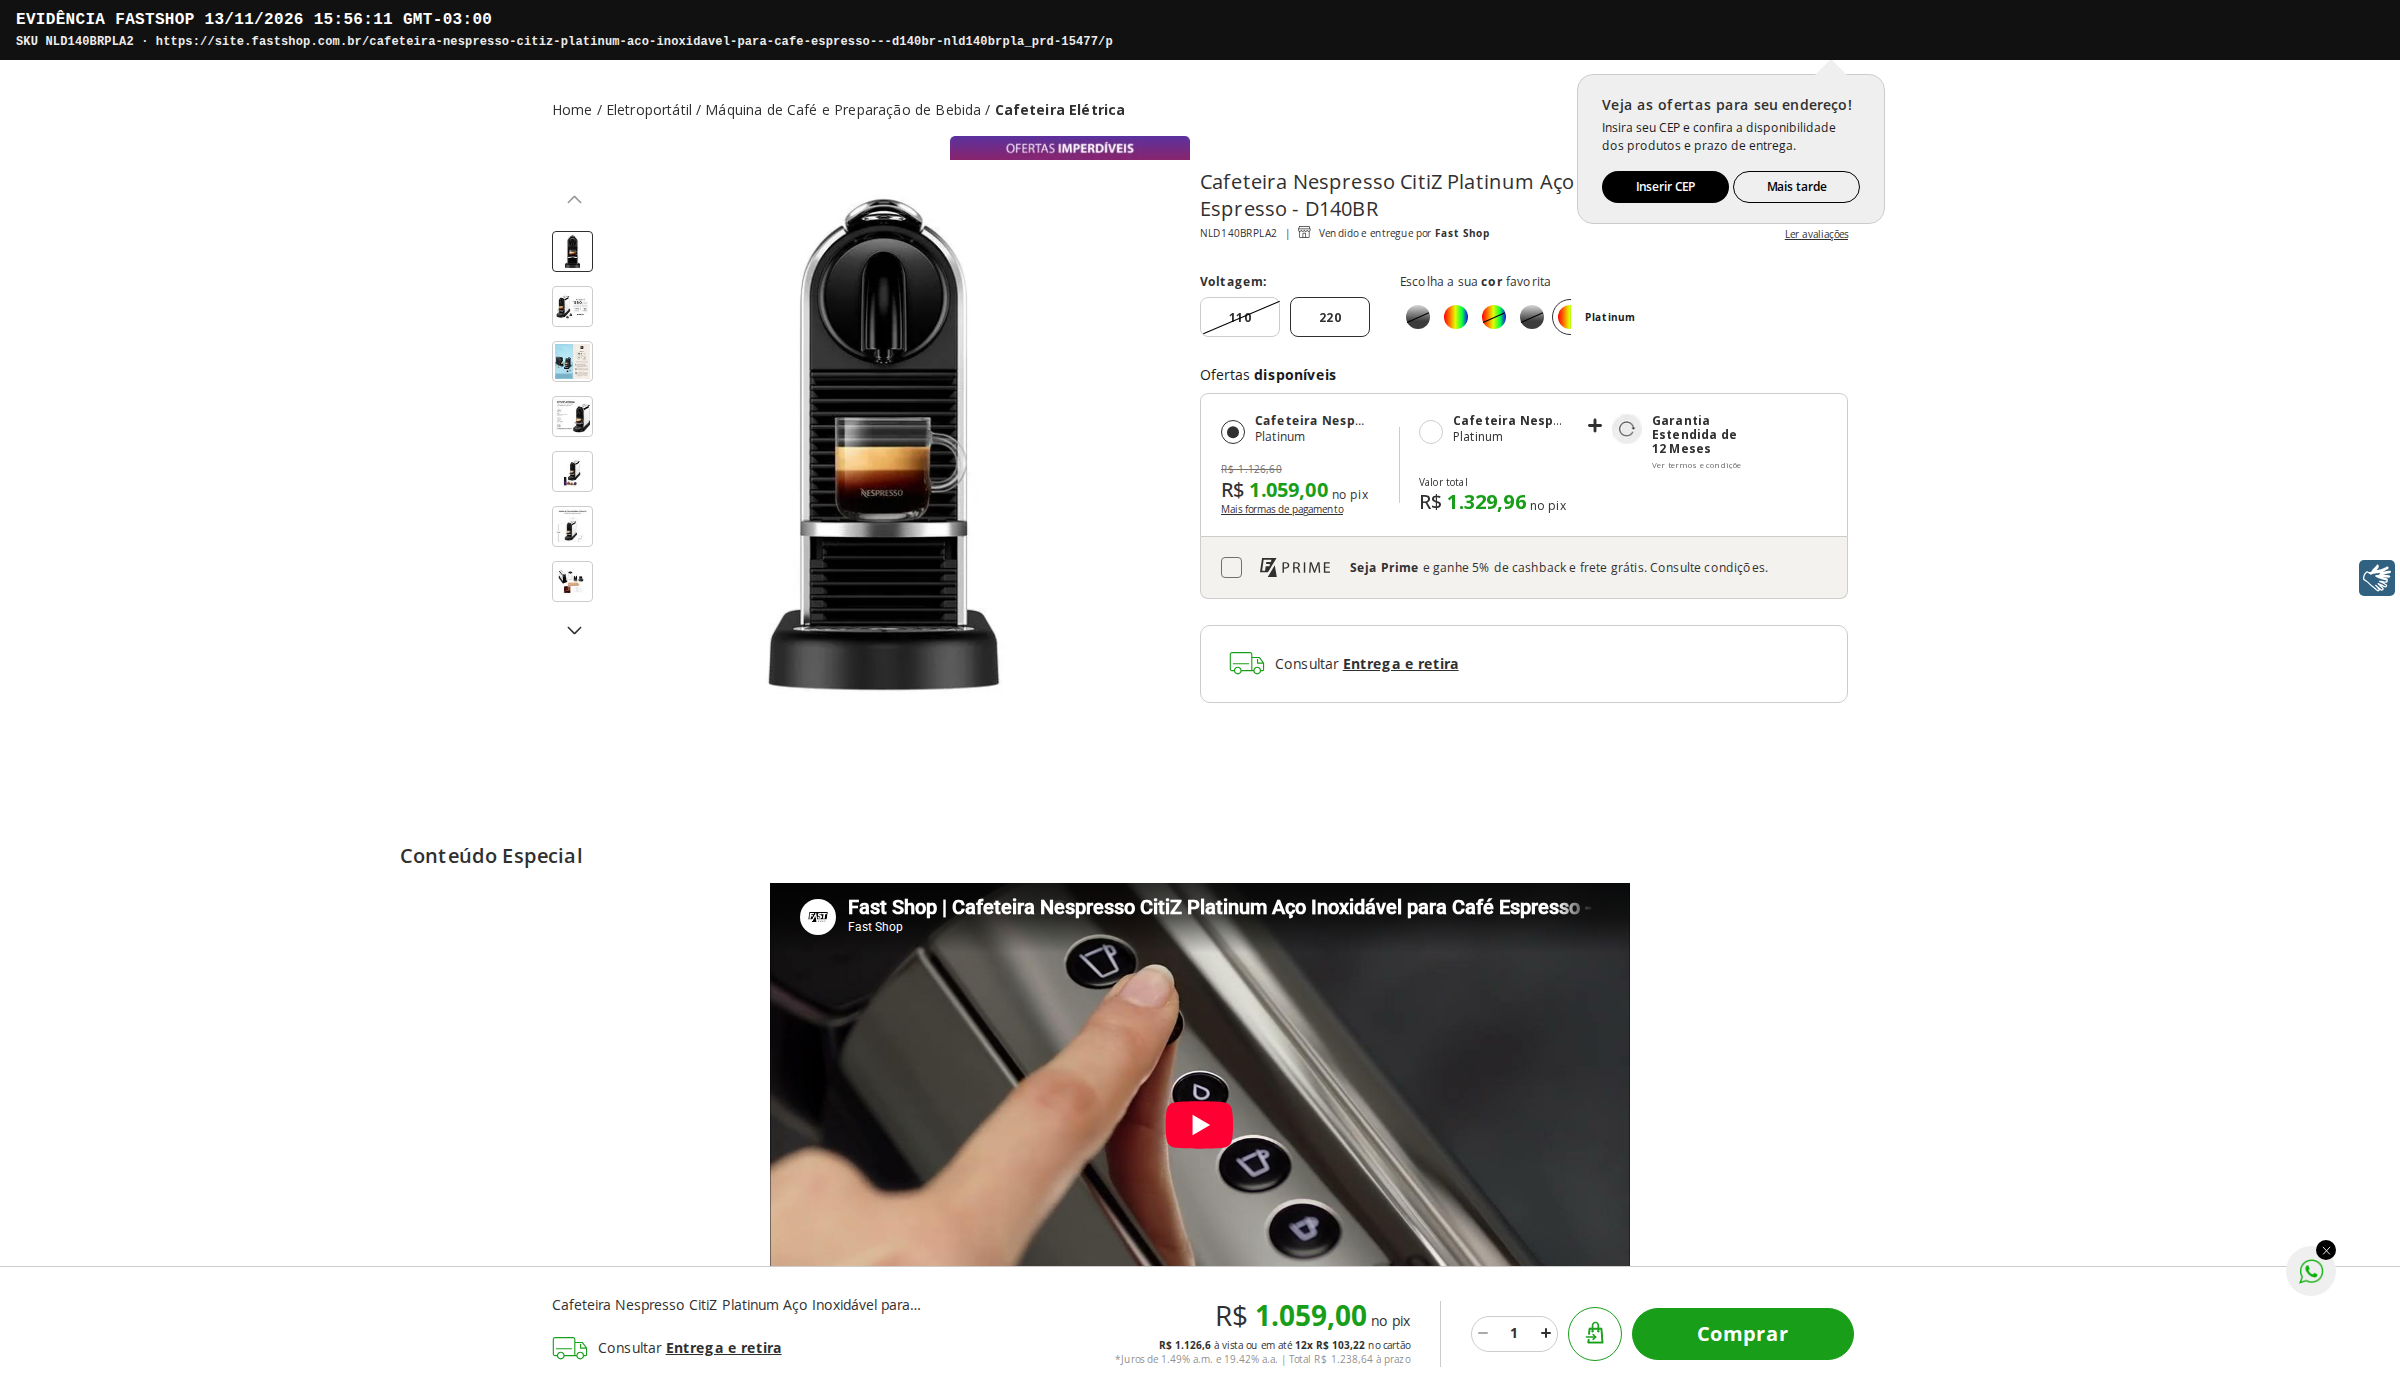 EVIDÊNCIA FASTSHOP 13/11/2026 15:56:11 GMT-03:00
SKU NLD140BRPLA2 · https://site.fastshop.com.br/cafeteira-nespresso-citiz-platinum-aco-inoxidavel-para-cafe-espresso---d140br-nld140brpla_prd-15477/p
Home / Eletroportátil / Máquina de Café e Preparação de Bebida / Cafeteira Elétrica
Veja as ofertas para seu endereço!
Insira seu CEP e confira a disponibilidade
dos produtos e prazo de entrega.
Inserir CEP
Mais tarde
OFERTAS IMPERDÍVEIS
Cafeteira Nespresso CitiZ Platinum Aço
Espresso - D140BR
NLD140BRPLA2 | Vendido e entregue por Fast Shop
Ler avaliações
Voltagem:
110
220
Escolha a sua cor favorita
Platinum
Ofertas disponíveis
Cafeteira Nesp...
Platinum
R$ 1.126,60
R$ 1.059,00 no pix
Mais formas de pagamento
Cafeteira Nesp...
Platinum
Valor total
R$ 1.329,96 no pix
+
Garantia
Estendida de
12 Meses
Ver termos e condiçõe
PRIME
Seja Prime e ganhe 5% de cashback e frete grátis. Consulte condições.
Consultar Entrega e retira
NESPRESSO
Conteúdo Especial
FAST
Fast Shop | Cafeteira Nespresso CitiZ Platinum Aço Inoxidável para Café Espresso -
Fast Shop
Cafeteira Nespresso CitiZ Platinum Aço Inoxidável para...
Consultar Entrega e retira
R$ 1.059,00 no pix
R$ 1.126,6 à vista ou em até 12x R$ 103,22 no cartão
*Juros de 1.49% a.m. e 19.42% a.a. | Total R$ 1.238,64 à prazo
− 1 +
Comprar